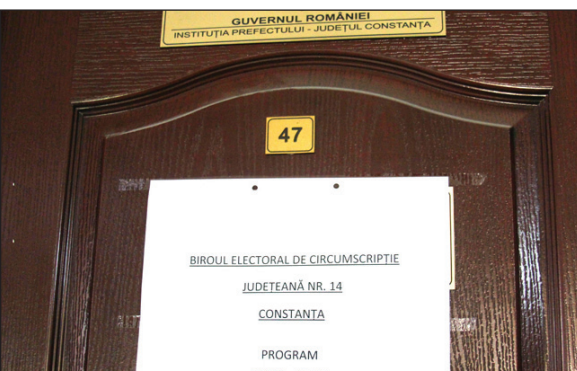 GUVERNUL ROMÂNIEI
INSTITUȚIA PREFECTULUI - JUDEȚUL CONSTANȚA
47
BIROUL ELECTORAL DE CIRCUMSCRIPȚIE
JUDEȚEANĂ NR. 14
CONSTANȚA
PROGRAM